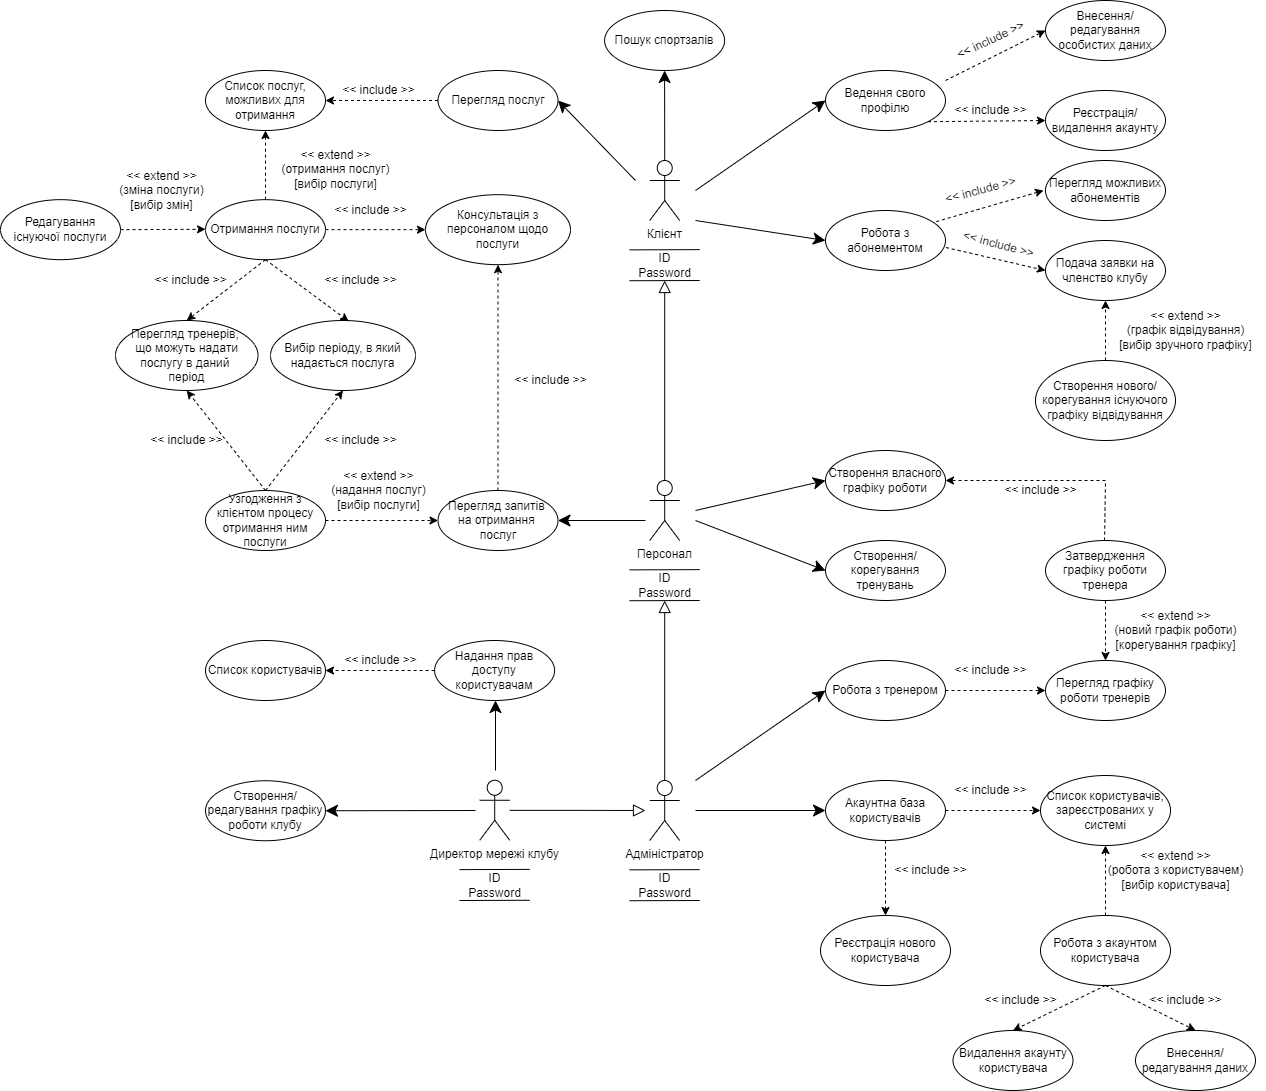 Пошук спортзалів
Внесення/
редагування
особистих даних
<< include >>
Список послуг,
можливих для
отримання
<< include >>
Перегляд послуг
Ведення свого
профілю
<< include >>
Реєстрація/
видалення акаунту
<< extend >>
(отримання послуг)
[вибір послуги]
<< extend >>
(зміна послуги)
[вибір змін]
Редагування
існуючої послуги
Отримання послуги
<< include >>
Консультація з
персоналом щодо
послуги
Клієнт
ID
Password
Робота з
абонементом
<< include >>
Перегляд можливих
абонементів
<< include >>
Подача заявки на
членство клубу
<< include >>
<< include >>
<< extend >>
(графік відвідування)
[вибір зручного графіку]
Перегляд тренерів,
що можуть надати
послугу в даний
період
Вибір періоду, в який
надається послуга
<< include >>
Створення нового/
корегування існуючого
графіку відвідування
<< include >>
<< include >>
Узгодження з
клієнтом процесу
отримання ним
послуги
<< extend >>
(надання послуг)
[вибір послуги]
Перегляд запитів
на отримання
послуг
Персонал
ID
Password
Створення власного
графіку роботи
<< include >>
Створення/
корегування
тренувань
Затвердження
графіку роботи
тренера
<< extend >>
(новий графік роботи)
[корегування графіку]
Список користувачів
<< include >>
Надання прав
доступу
користувачам
Робота з тренером
<< include >>
Перегляд графіку
роботи тренерів
Створення/
редагування графіку
роботи клубу
Директор мережі клубу
ID
Password
Адміністратор
ID
Password
Акаунтна база
користувачів
<< include >>
Список користувачів,
зареєстрованих у
системі
<< include >>
<< extend >>
(робота з користувачем)
[вибір користувача]
Реєстрація нового
користувача
Робота з акаунтом
користувача
<< include >>
<< include >>
Видалення акаунту
користувача
Внесення/
редагування даних